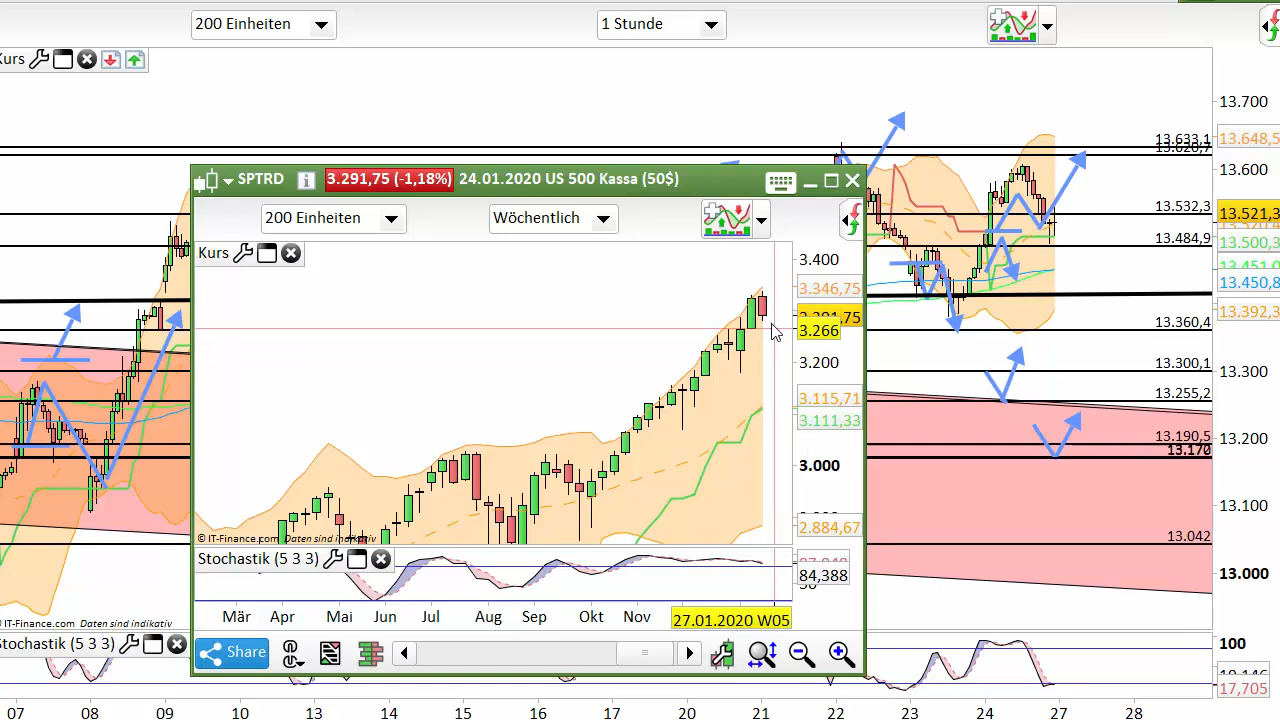 200 Einheiten
1 Stunde
Kurs
SPTRD
3.291,75 (-1,18%)
24.01.2020 US 500 Kassa (50$)
200 Einheiten
Wöchentlich
Kurs
3.400
3.346,75
3.266
3.200
3.115,71
3.111,33
3.000
2.884,67
© IT-Finance.com Daten sind indikativ
Stochastik (5 3 3)
84,388
Mär
Apr
Mai
Jun
Jul
Aug
Sep
Okt
Nov
27.01.2020 W05
Share
13.633,1
13.532,3
13.484,9
13.360,4
13.300,1
13.255,2
13.190,5
13.170
13.042
13.700
13.648,5
13.600
13.521,3
13.500,3
13.450,8
13.392,3
13.300
13.200
13.100
13.000
© IT-Finance.com Daten sind indikativ
Stochastik (5 3 3)
100
17,705
07
08
09
10
13
14
15
16
17
20
21
22
23
24
27
28